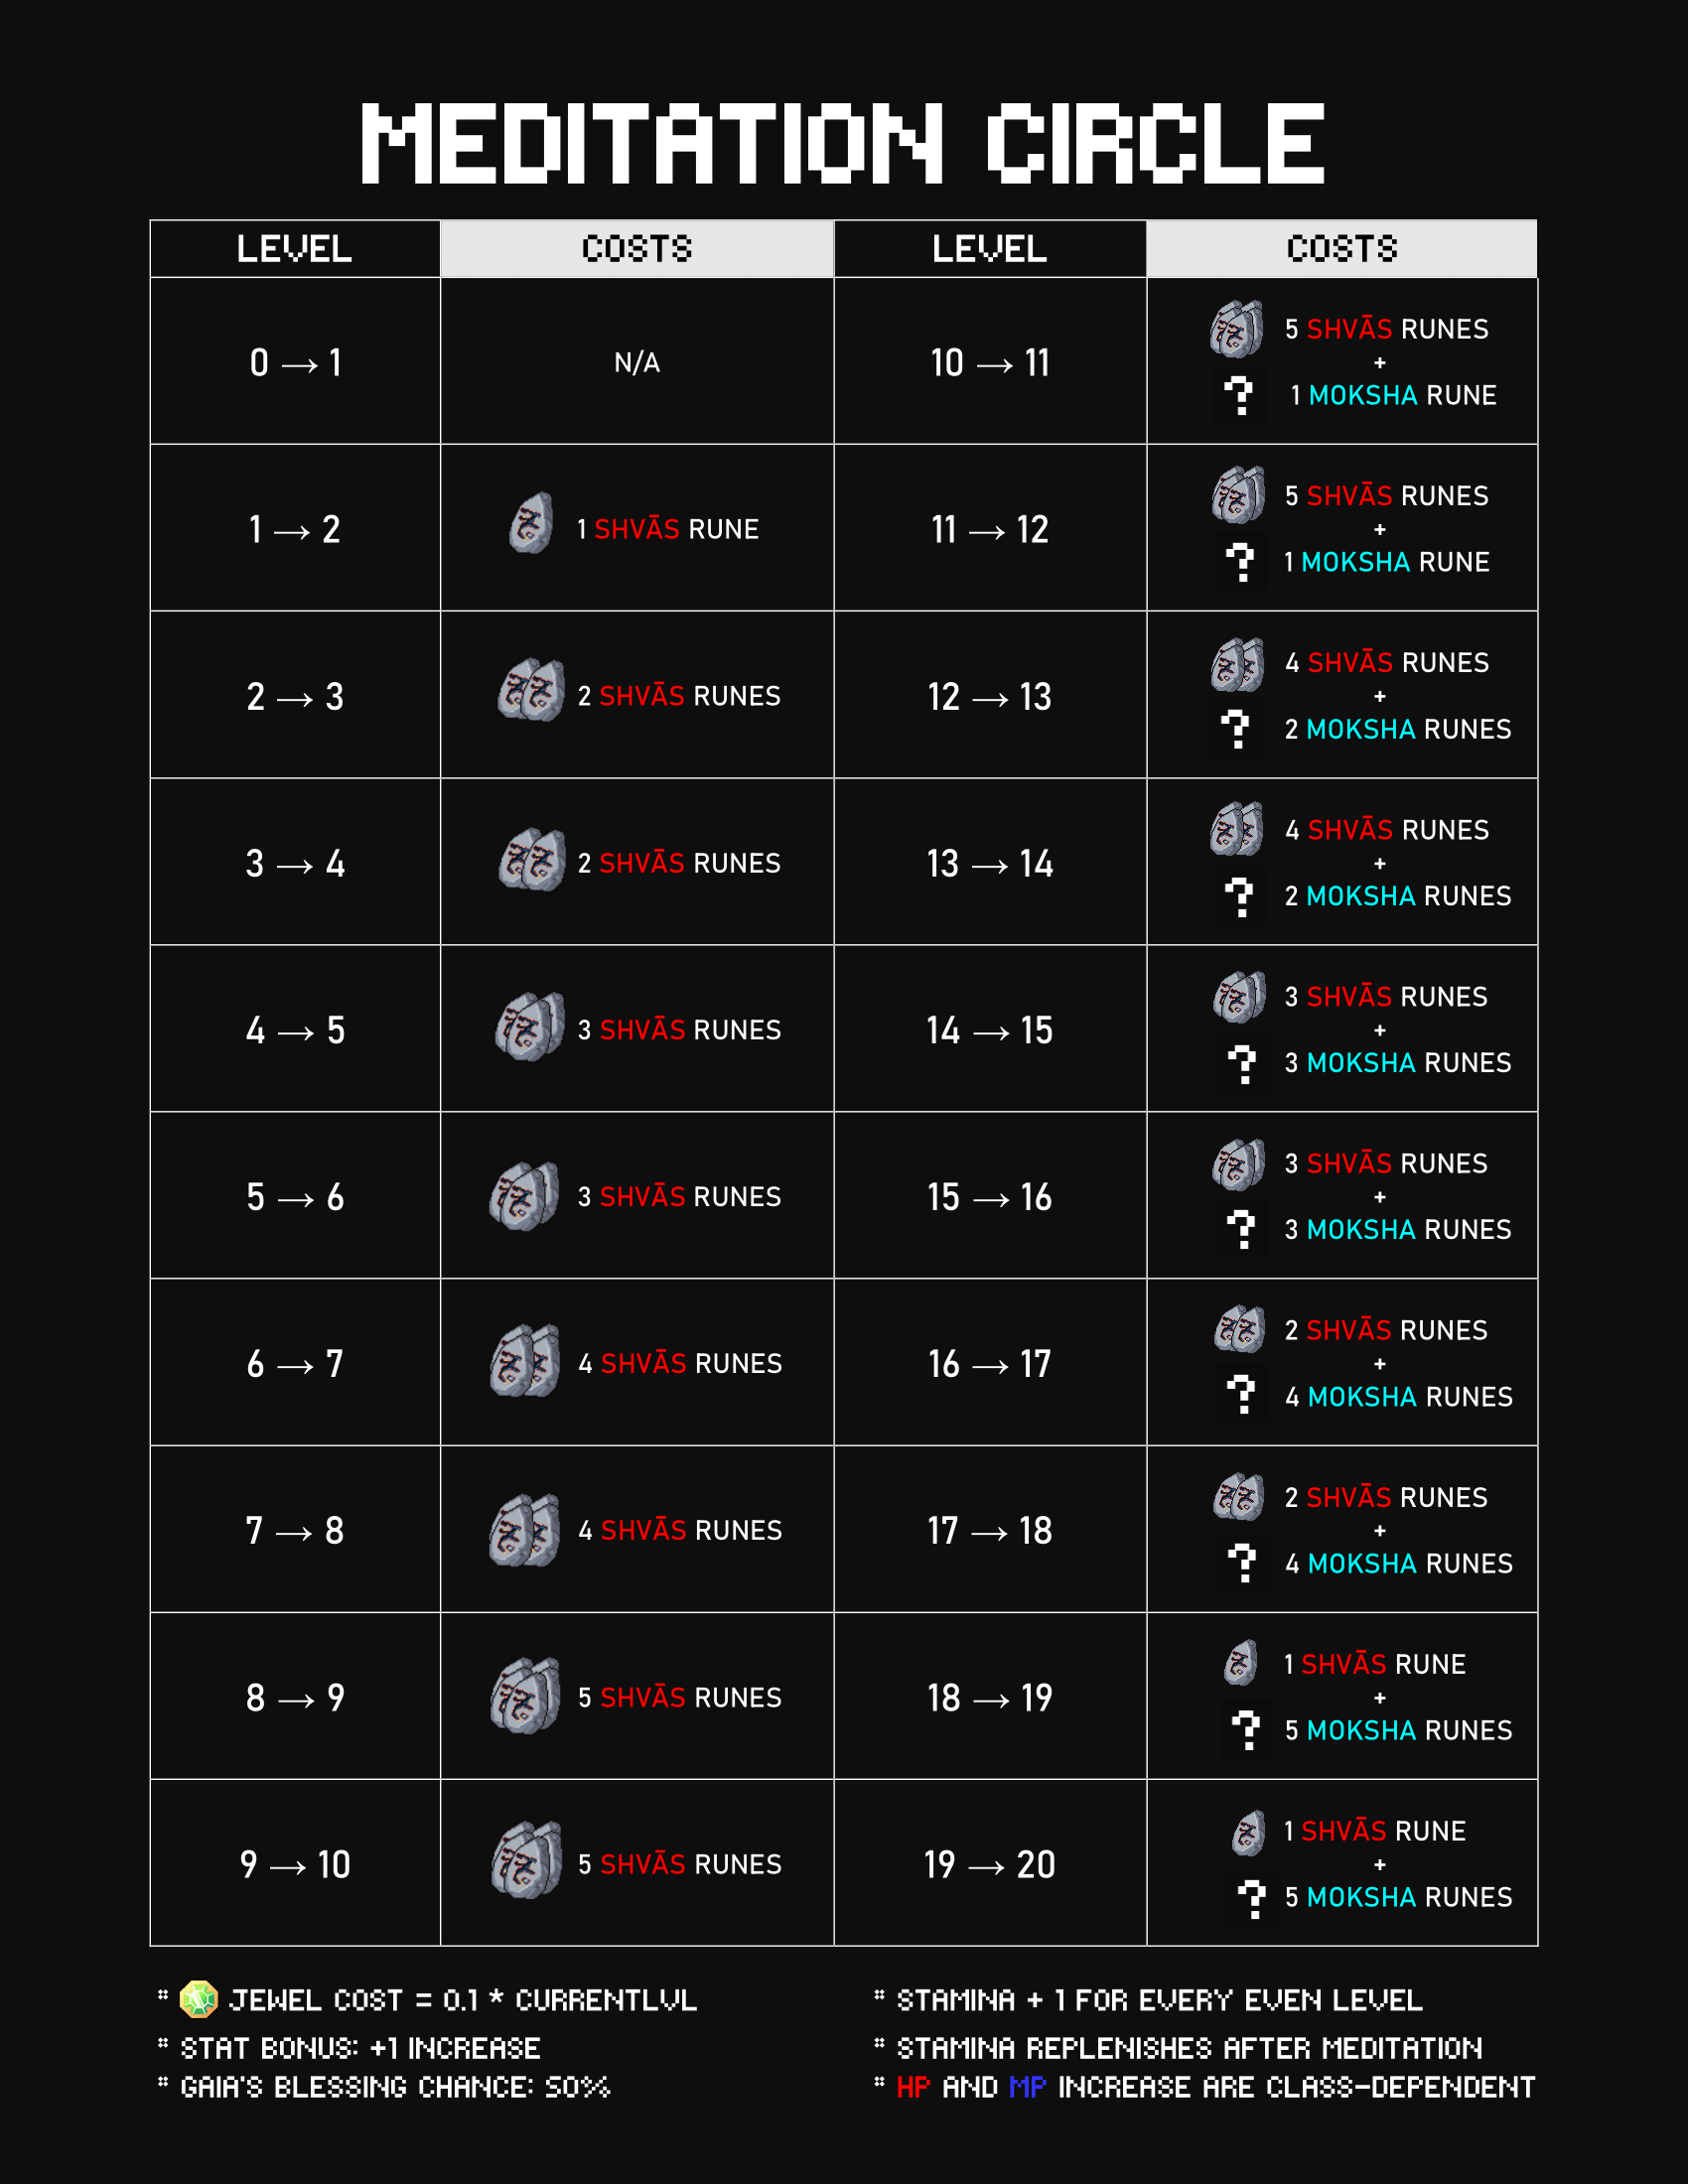 MEDITATION CIRCLE
LEVEL COSTS LEVEL COSTS
0 → 1 N/A 10 → 11 5 SHVĀS RUNES
+
? 1 MOKSHA RUNE
1 → 2 1 SHVĀS RUNE 11 → 12 5 SHVĀS RUNES
+
? 1 MOKSHA RUNE
2 → 3 2 SHVĀS RUNES 12 → 13 4 SHVĀS RUNES
+
? 2 MOKSHA RUNES
3 → 4 2 SHVĀS RUNES 13 → 14 4 SHVĀS RUNES
+
? 2 MOKSHA RUNES
4 → 5 3 SHVĀS RUNES 14 → 15 3 SHVĀS RUNES
+
? 3 MOKSHA RUNES
5 → 6 3 SHVĀS RUNES 15 → 16 3 SHVĀS RUNES
+
? 3 MOKSHA RUNES
6 → 7 4 SHVĀS RUNES 16 → 17 2 SHVĀS RUNES
+
? 4 MOKSHA RUNES
7 → 8 4 SHVĀS RUNES 17 → 18 2 SHVĀS RUNES
+
? 4 MOKSHA RUNES
8 → 9 5 SHVĀS RUNES 18 → 19 1 SHVĀS RUNE
+
? 5 MOKSHA RUNES
9 → 10 5 SHVĀS RUNES 19 → 20 1 SHVĀS RUNE
+
? 5 MOKSHA RUNES
* JEWEL COST = 0.1 * CURRENTLVL
* STAT BONUS: +1 INCREASE
* GAIA'S BLESSING CHANCE: 50%
* STAMINA + 1 FOR EVERY EVEN LEVEL
* STAMINA REPLENISHES AFTER MEDITATION
* HP AND MP INCREASE ARE CLASS-DEPENDENT